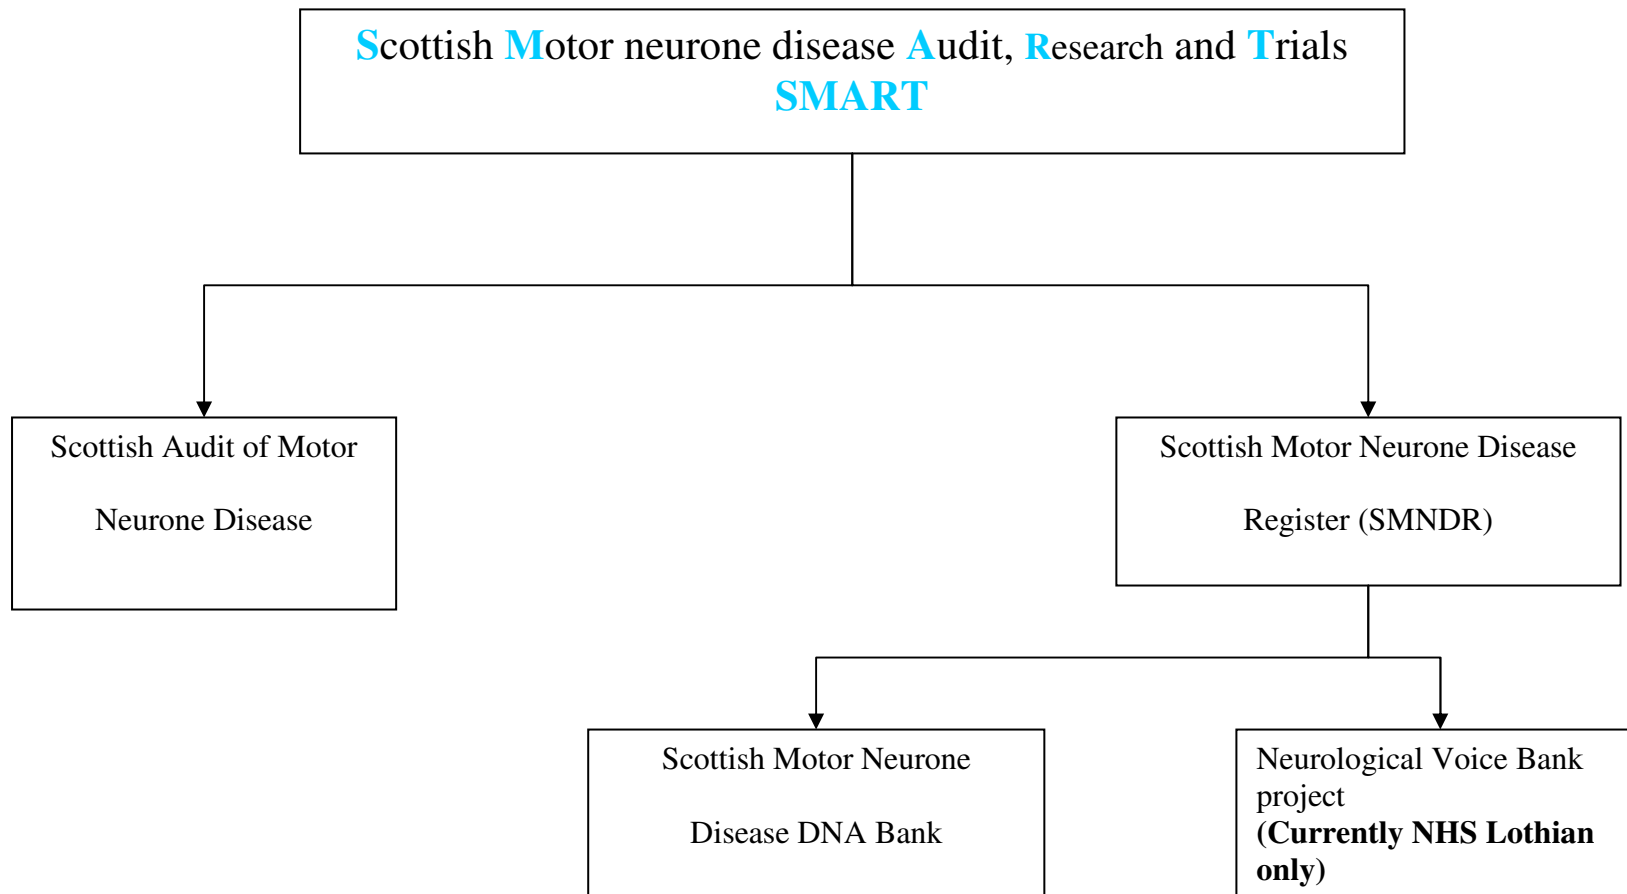 Scottish Motor neurone disease Audit, Research and Trials
SMART
Scottish Audit of Motor
Neurone Disease
Scottish Motor Neurone Disease
Register (SMNDR)
Scottish Motor Neurone
Disease DNA Bank
Neurological Voice Bank
project
(Currently NHS Lothian
only)